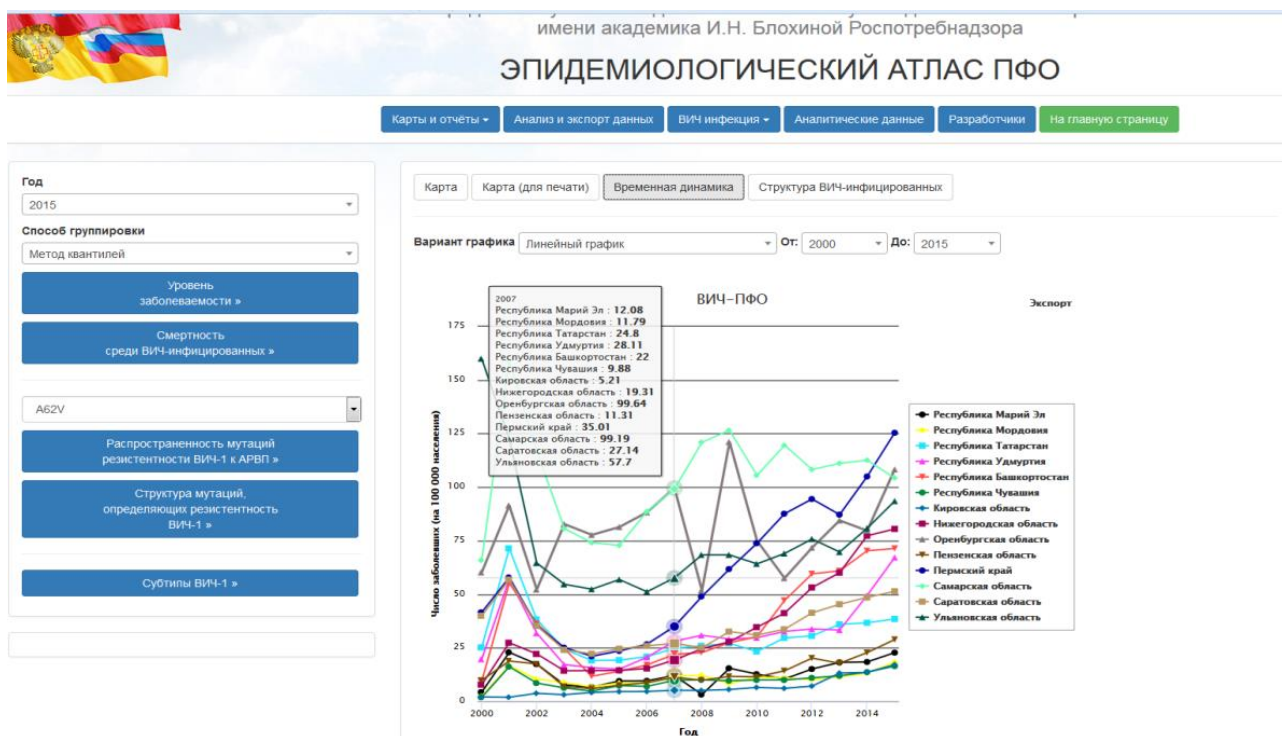 имени академика И.Н. Блохиной Роспотребнадзора
ЭПИДЕМИОЛОГИЧЕСКИЙ АТЛАС ПФО
Карты и отчёты
Анализ и экспорт данных
ВИЧ инфекция
Аналитические данные
Разработчики
На главную страницу
Год
2015
Способ группировки
Метод квантилей
Уровень
заболеваемости »
Смертность
среди ВИЧ-инфицированных »
A62V
Распространенность мутаций
резистентности ВИЧ-1 к АРВП »
Структура мутаций,
определяющих резистентность
ВИЧ-1 »
Субтипы ВИЧ-1 »
Карта
Карта (для печати)
Временная динамика
Структура ВИЧ-инфицированных
Вариант графика Линейный график От: 2000 До: 2015
ВИЧ-ПФО
Экспорт
2007
Республика Марий Эл : 12.08
Республика Мордовия : 11.79
Республика Татарстан : 24.8
Республика Удмуртия : 28.11
Республика Башкортостан : 22
Республика Чувашия : 9.88
Кировская область : 5.21
Нижегородская область : 19.31
Оренбургская область : 99.64
Пензенская область : 11.31
Пермский край : 35.01
Самарская область : 99.19
Саратовская область : 27.14
Ульяновская область : 57.7
Число заболевших (на 100 000 населения)
175
150
125
100
75
50
25
0
2000 2002 2004 2006 2008 2010 2012 2014
Год
Республика Марий Эл
Республика Мордовия
Республика Татарстан
Республика Удмуртия
Республика Башкортостан
Республика Чувашия
Кировская область
Нижегородская область
Оренбургская область
Пензенская область
Пермский край
Самарская область
Саратовская область
Ульяновская область